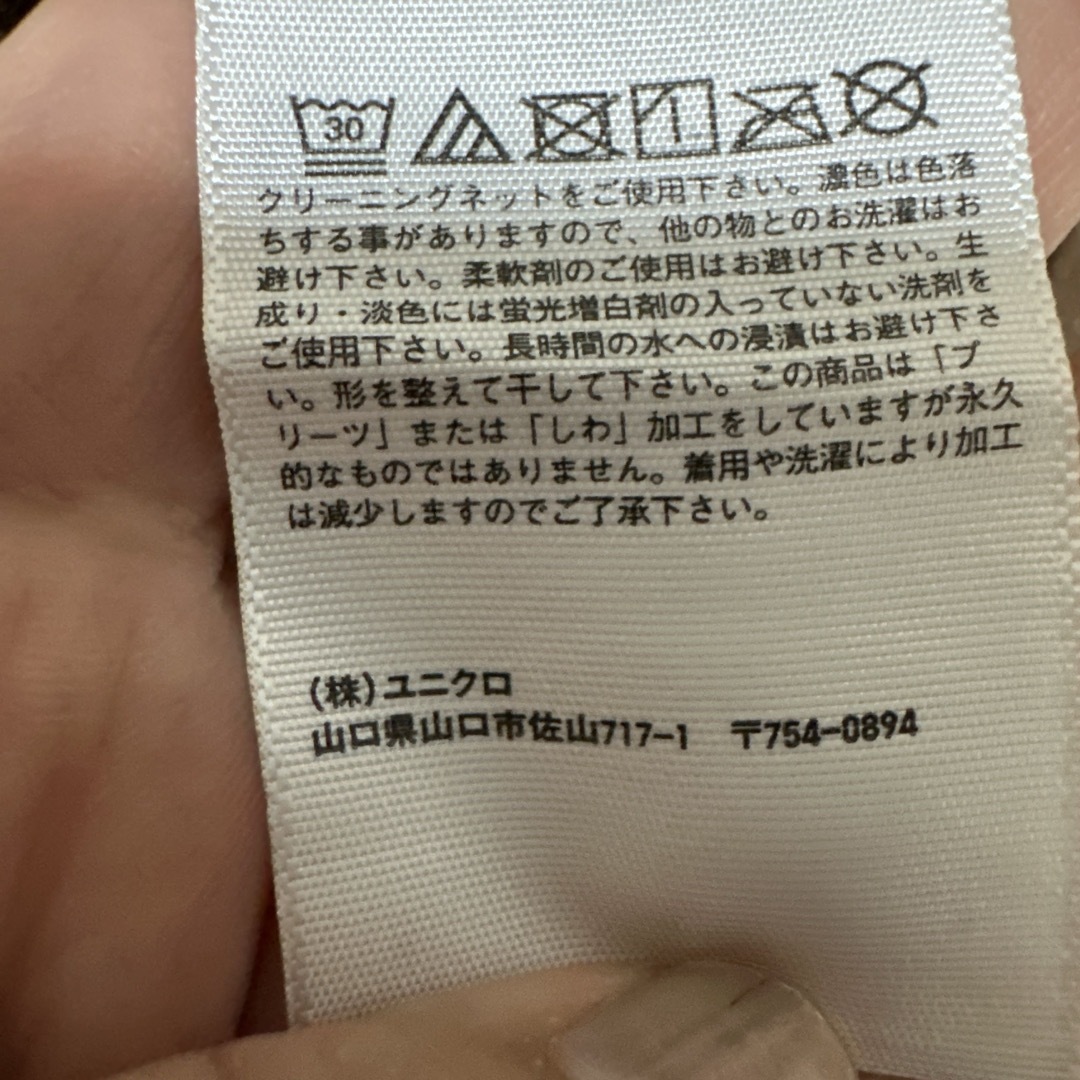 30
クリーニングネットをご使用下さい。濃色は色落
ちする事がありますので、他の物とのお洗濯はお
避け下さい。柔軟剤のご使用はお避け下さい。生
成り・淡色には蛍光増白剤の入っていない洗剤を
ご使用下さい。長時間の水への浸漬はお避け下さ
い。形を整えて干して下さい。この商品は「プ
リーツ」または「しわ」加工をしていますが永久
的なものではありません。着用や洗濯により加工
は減少しますのでご了承下さい。
(株)ユニクロ
山口県山口市佐山717-1 〒754-0894